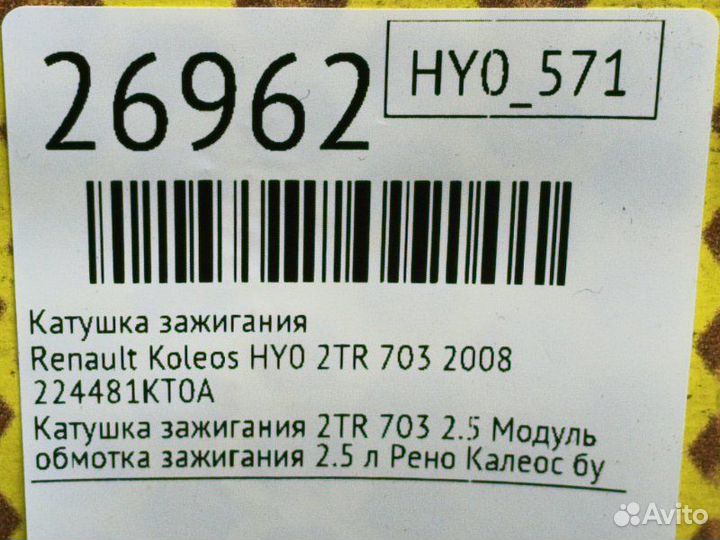 26962
HY0_571
Катушка зажигания
Renault Koleos HY0 2TR 703 2008
224481KT0A
Катушка зажигания 2TR 703 2.5 Модуль
обмотка зажигания 2.5 л Рено Калеос бу
Avito